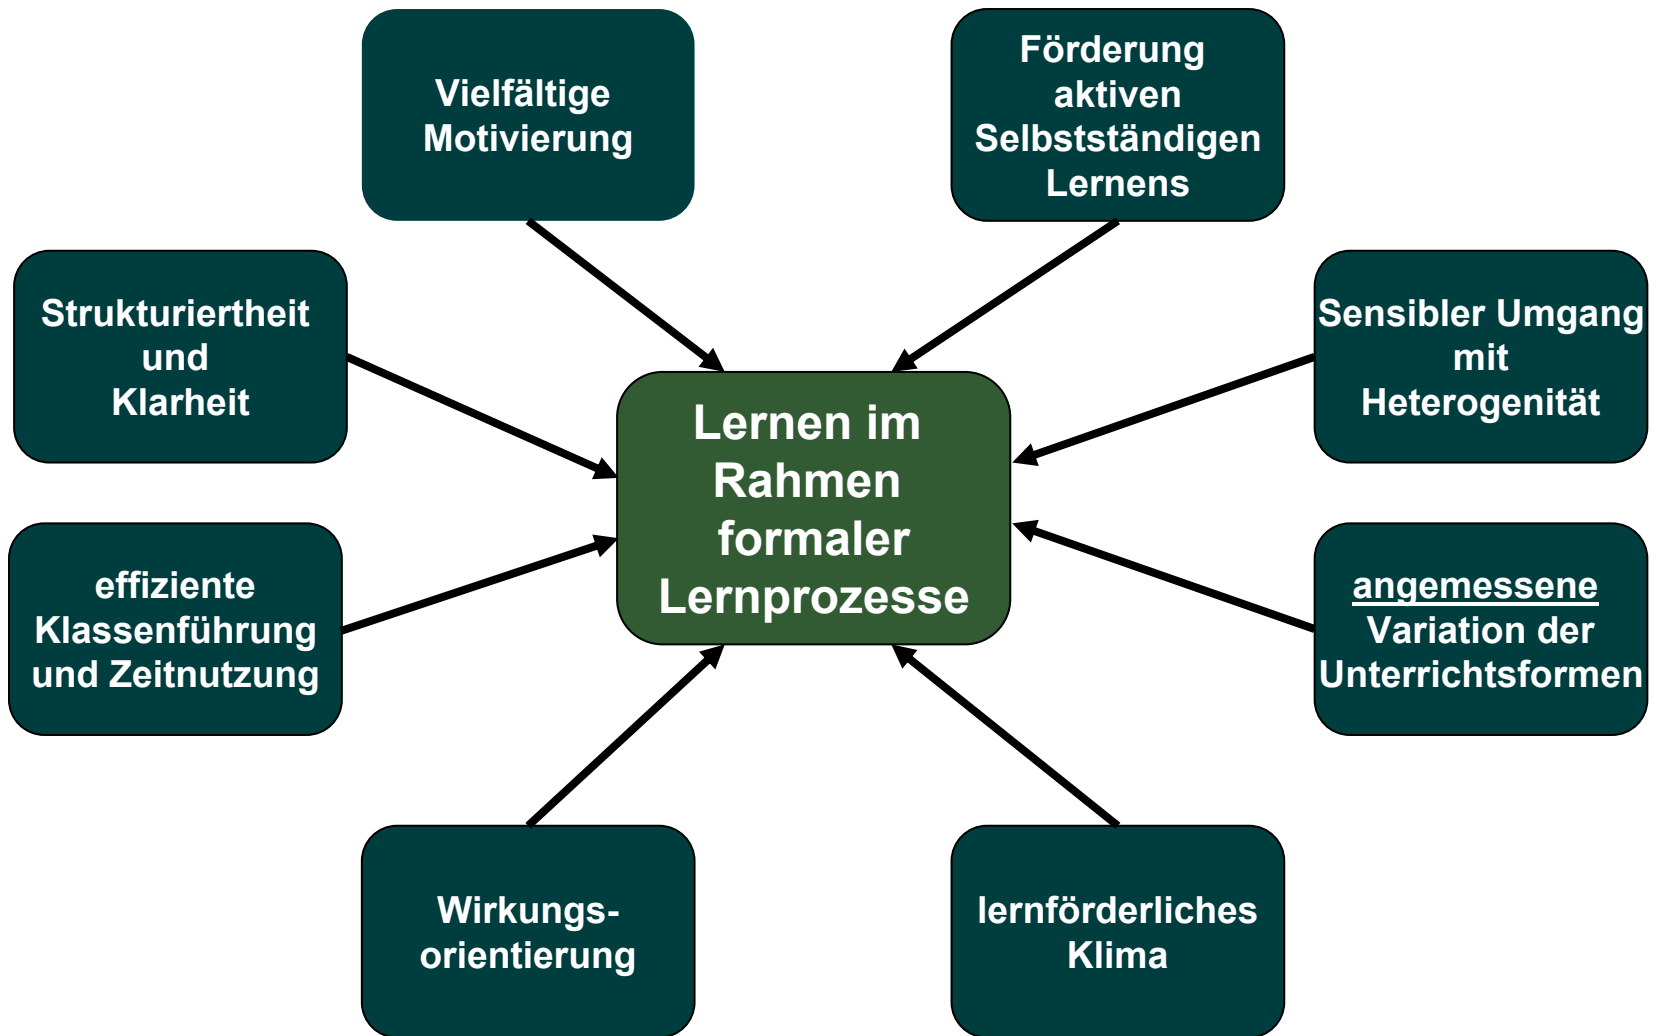 Vielfältige
Motivierung
Förderung
aktiven
Selbstständigen
Lernens
Strukturiertheit
und
Klarheit
Sensibler Umgang
mit
Heterogenität
Lernen im
Rahmen
formaler
Lernprozesse
effiziente
Klassenführung
und Zeitnutzung
angemessene
Variation der
Unterrichtsformen
Wirkungs-
orientierung
lernförderliches
Klima